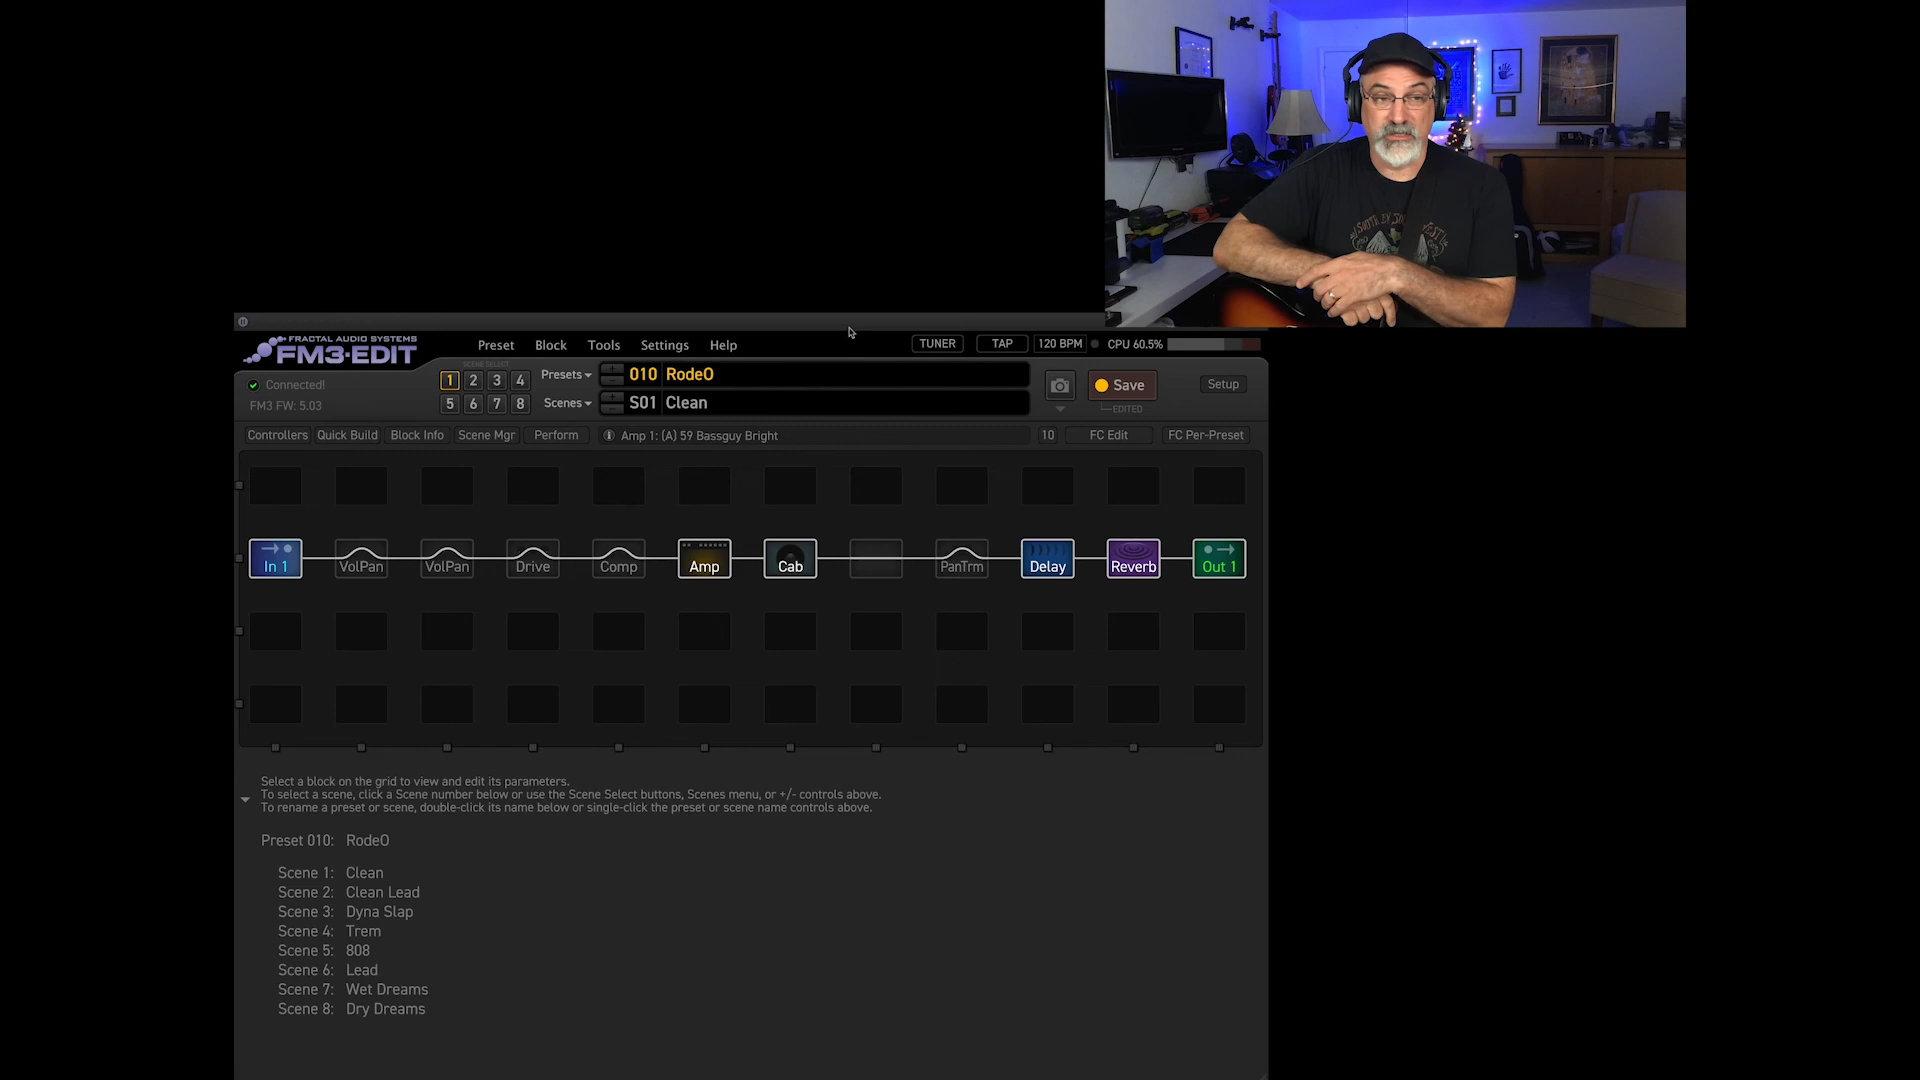 FRACTAL AUDIO SYSTEMS
FM3-EDIT
Preset Block Tools Settings Help
TUNER TAP 120 BPM CPU 60.5%
Connected!
FM3 FW: 5.03
SCENE SELECT
1 2 3 4
5 6 7 8
Presets 010 RodeO
Scenes S01 Clean
Save
EDITED
Setup
Controllers Quick Build Block Info Scene Mgr Perform Amp 1: (A) 59 Bassguy Bright 10 FC Edit FC Per-Preset
In 1 VolPan VolPan Drive Comp Amp Cab PanTrm Delay Reverb Out 1
Select a block on the grid to view and edit its parameters.
To select a scene, click a Scene number below or use the Scene Select buttons, Scenes menu, or +/- controls above.
To rename a preset or scene, double-click its name below or single-click the preset or scene name controls above.
Preset 010: RodeO
Scene 1: Clean
Scene 2: Clean Lead
Scene 3: Dyna Slap
Scene 4: Trem
Scene 5: 808
Scene 6: Lead
Scene 7: Wet Dreams
Scene 8: Dry Dreams